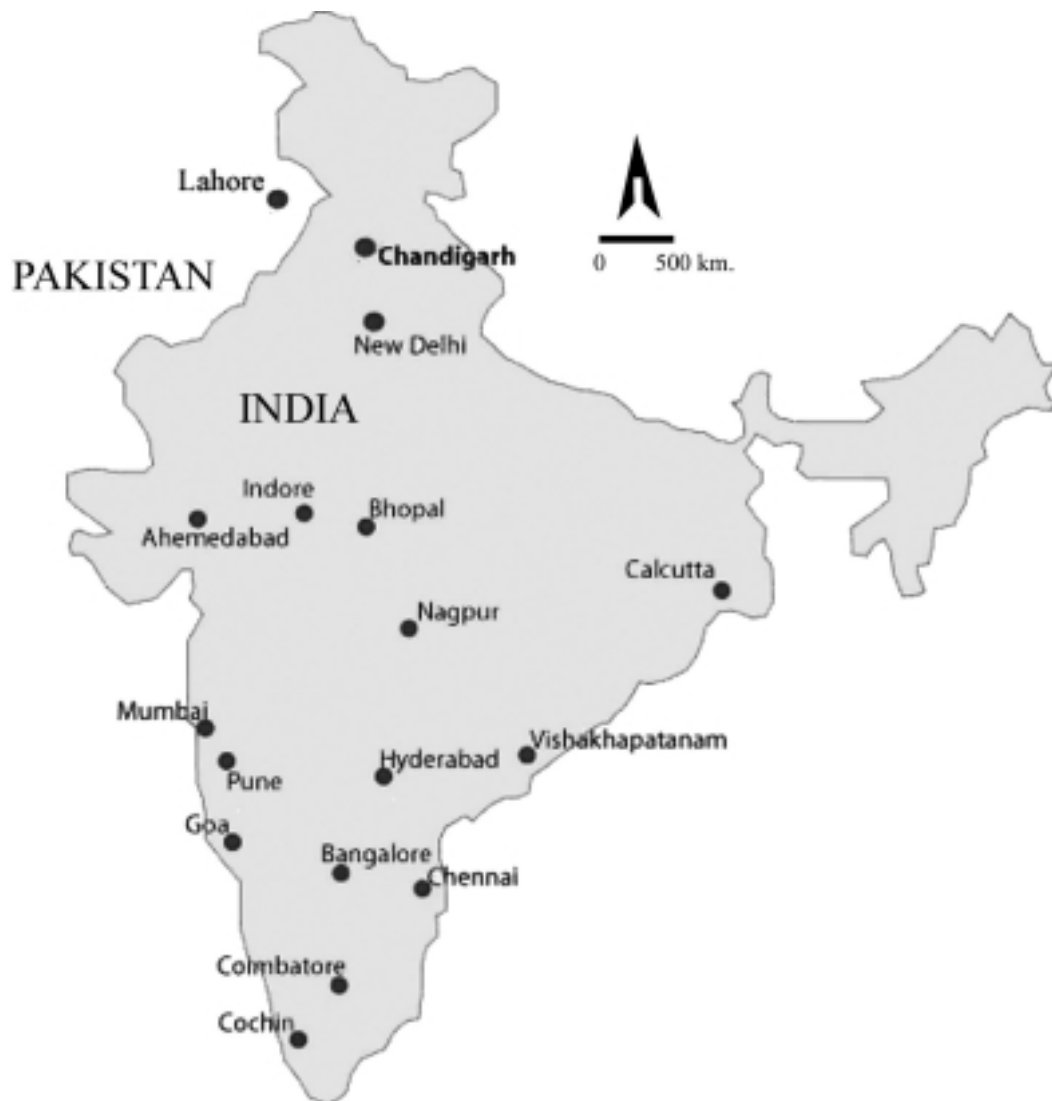 Lahore
Chandigarh
0 500 km.
PAKISTAN
New Delhi
INDIA
Indore
Bhopal
Ahemedabad
Calcutta
Nagpur
Mumbai
Vishakhapatanam
Hyderabad
Pune
Goa
Bangalore
Chennai
Coimbatore
Cochin